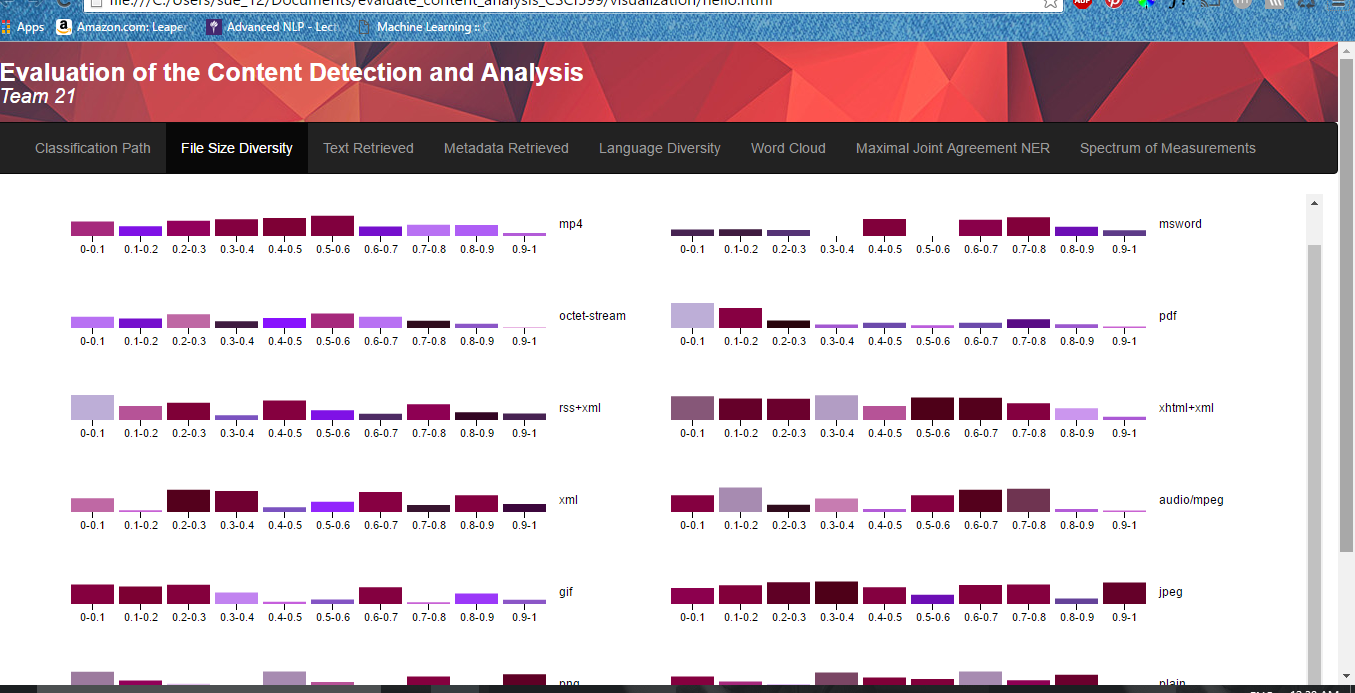 file:///C:/Users/sue_12/Documents/evaluate_content_analysis_CSCI599/visualization/hello.html
Apps Amazon.com: Leaper Advanced NLP - Lec Machine Learning ::
Evaluation of the Content Detection and Analysis
Team 21
Classification Path File Size Diversity Text Retrieved Metadata Retrieved Language Diversity Word Cloud Maximal Joint Agreement NER Spectrum of Measurements
mp4 msword
0-0.1 0.1-0.2 0.2-0.3 0.3-0.4 0.4-0.5 0.5-0.6 0.6-0.7 0.7-0.8 0.8-0.9 0.9-1 0-0.1 0.1-0.2 0.2-0.3 0.3-0.4 0.4-0.5 0.5-0.6 0.6-0.7 0.7-0.8 0.8-0.9 0.9-1
octet-stream pdf
0-0.1 0.1-0.2 0.2-0.3 0.3-0.4 0.4-0.5 0.5-0.6 0.6-0.7 0.7-0.8 0.8-0.9 0.9-1 0-0.1 0.1-0.2 0.2-0.3 0.3-0.4 0.4-0.5 0.5-0.6 0.6-0.7 0.7-0.8 0.8-0.9 0.9-1
rss+xml xhtml+xml
0-0.1 0.1-0.2 0.2-0.3 0.3-0.4 0.4-0.5 0.5-0.6 0.6-0.7 0.7-0.8 0.8-0.9 0.9-1 0-0.1 0.1-0.2 0.2-0.3 0.3-0.4 0.4-0.5 0.5-0.6 0.6-0.7 0.7-0.8 0.8-0.9 0.9-1
xml audio/mpeg
0-0.1 0.1-0.2 0.2-0.3 0.3-0.4 0.4-0.5 0.5-0.6 0.6-0.7 0.7-0.8 0.8-0.9 0.9-1 0-0.1 0.1-0.2 0.2-0.3 0.3-0.4 0.4-0.5 0.5-0.6 0.6-0.7 0.7-0.8 0.8-0.9 0.9-1
gif jpeg
0-0.1 0.1-0.2 0.2-0.3 0.3-0.4 0.4-0.5 0.5-0.6 0.6-0.7 0.7-0.8 0.8-0.9 0.9-1 0-0.1 0.1-0.2 0.2-0.3 0.3-0.4 0.4-0.5 0.5-0.6 0.6-0.7 0.7-0.8 0.8-0.9 0.9-1
png plain